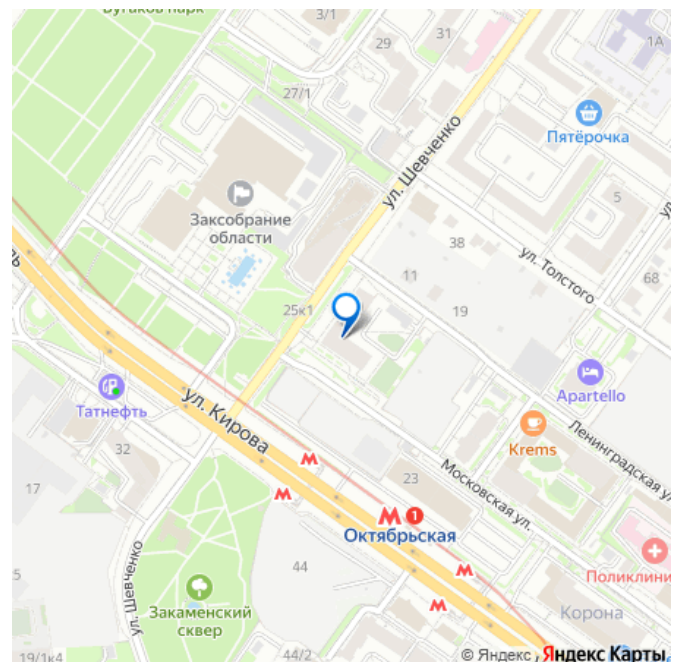 Бугаков парк
3/1
31
29
1А
27/1
ул. Шевченко
Пятёрочка
Заксобрание
области
5
38
ул. Толстого
68
11
19
25к1
Татнефть
ул. Кирова
Apartello
Krems
Ленинградская ул.
32
17
23
Московская ул.
1
Октябрьская
44
5
ул. Шевченко
Поликлини
Закаменский
сквер
Корона
19/1к4
44/2
© Яндекс
Яндекс Карты